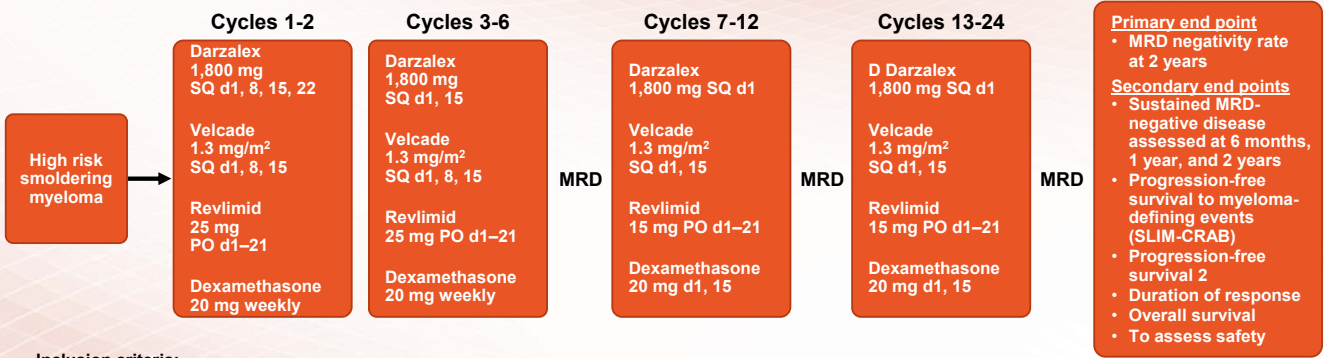 Cycles 1-2
Cycles 3-6
Cycles 7-12
Cycles 13-24
High risk
smoldering
myeloma
Darzalex
1,800 mg
SQ d1, 8, 15, 22
Velcade
1.3 mg/m²
SQ d1, 8, 15
Revlimid
25 mg
PO d1–21
Dexamethasone
20 mg weekly
Darzalex
1,800 mg
SQ d1, 15
Velcade
1.3 mg/m²
SQ d1, 8, 15
Revlimid
25 mg PO d1–21
Dexamethasone
20 mg weekly
MRD
Darzalex
1,800 mg SQ d1
Velcade
1.3 mg/m²
SQ d1, 15
Revlimid
15 mg PO d1–21
Dexamethasone
20 mg d1, 15
MRD
D Darzalex
1,800 mg SQ d1
Velcade
1.3 mg/m²
SQ d1, 15
Revlimid
15 mg PO d1–21
Dexamethasone
20 mg d1, 15
MRD
Primary end point
• MRD negativity rate
at 2 years
Secondary end points
• Sustained MRD-
negative disease
assessed at 6 months,
1 year, and 2 years
• Progression-free
survival to myeloma-
defining events
(SLIM-CRAB)
• Progression-free
survival 2
• Duration of response
• Overall survival
• To assess safety
Inclusion criteria: